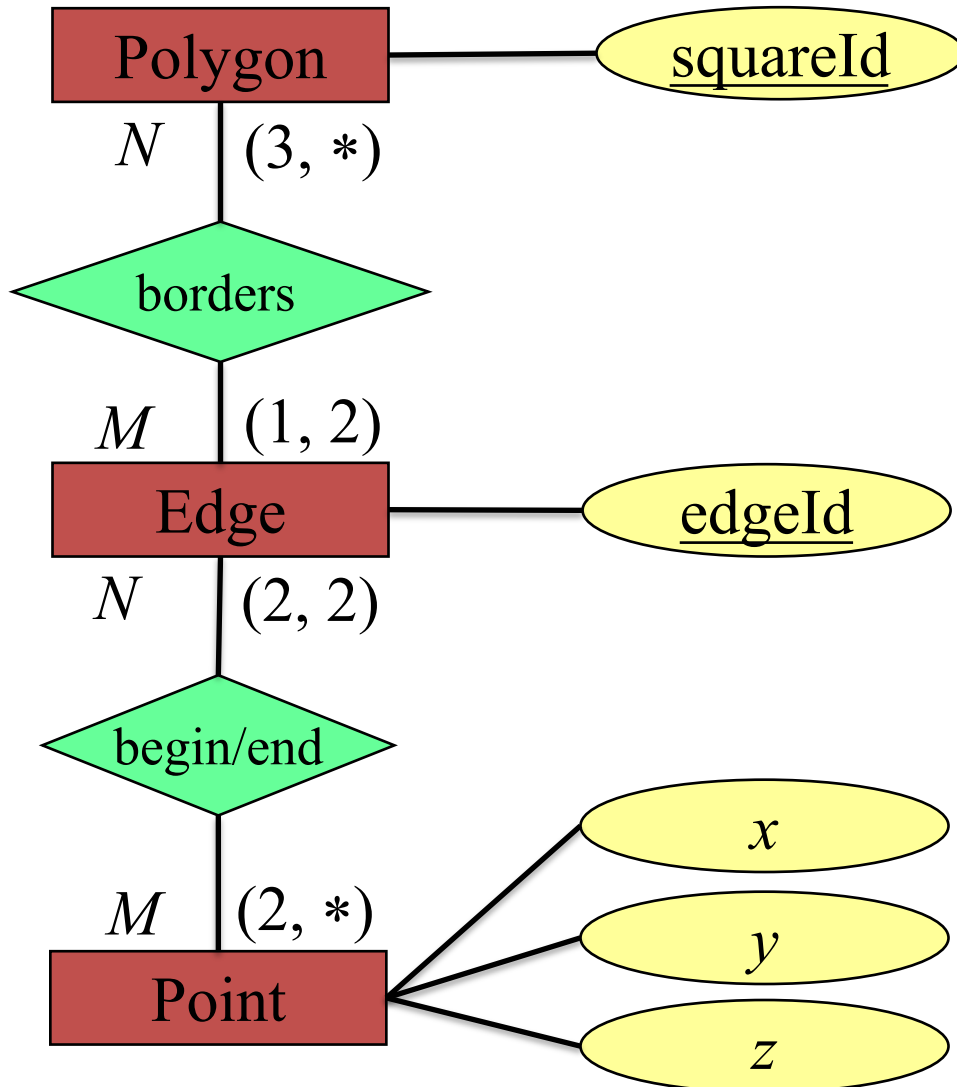 Polygon squareId
N (3, *)
borders
M (1, 2)
Edge edgeId
N (2, 2)
begin/end
x
M (2, *)
y
Point
z